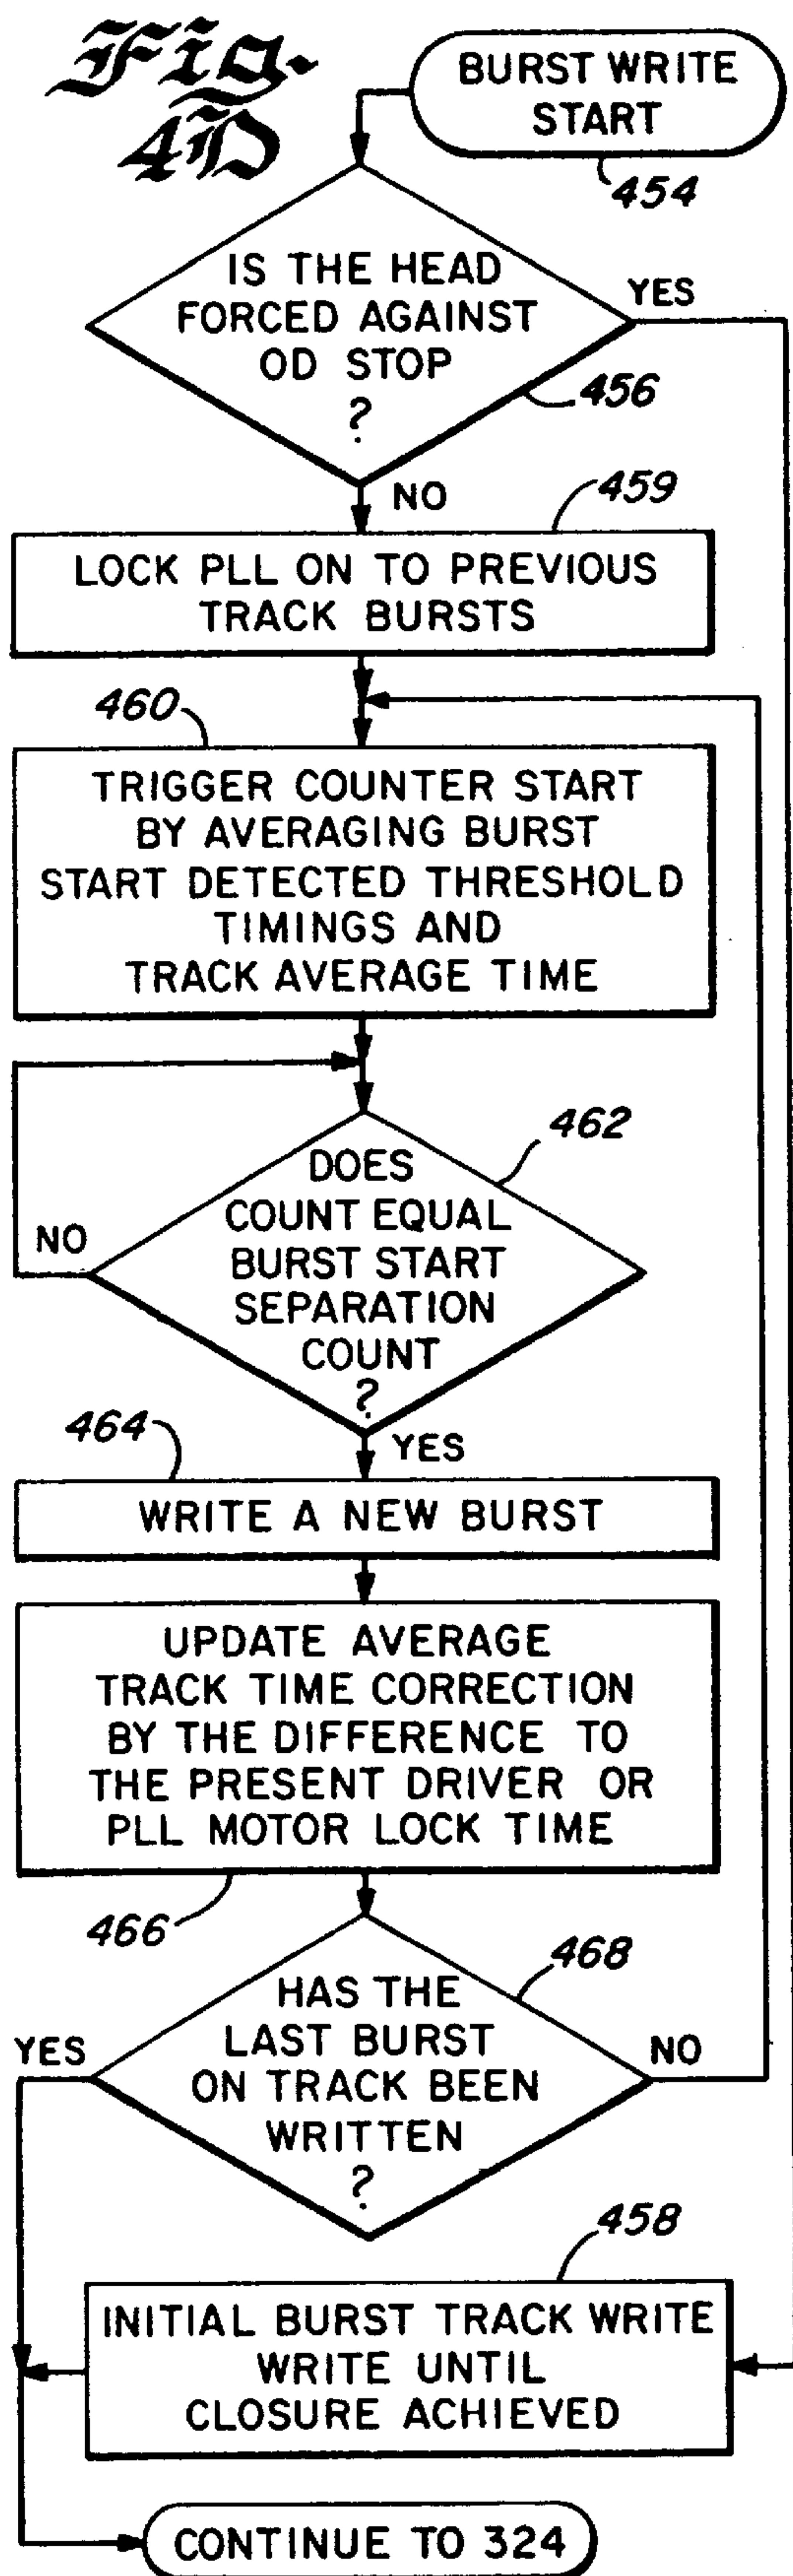 Fig.
4D
BURST WRITE
START
454
IS THE HEAD
FORCED AGAINST
OD STOP
?
YES
456
NO
459
LOCK PLL ON TO PREVIOUS
TRACK BURSTS
460
TRIGGER COUNTER START
BY AVERAGING BURST
START DETECTED THRESHOLD
TIMINGS AND
TRACK AVERAGE TIME
462
DOES
COUNT EQUAL
BURST START
SEPARATION
COUNT
?
NO
YES
464
WRITE A NEW BURST
UPDATE AVERAGE
TRACK TIME CORRECTION
BY THE DIFFERENCE TO
THE PRESENT DRIVER OR
PLL MOTOR LOCK TIME
466
468
HAS THE
LAST BURST
ON TRACK BEEN
WRITTEN
?
YES
NO
458
INITIAL BURST TRACK WRITE
WRITE UNTIL
CLOSURE ACHIEVED
CONTINUE TO 324